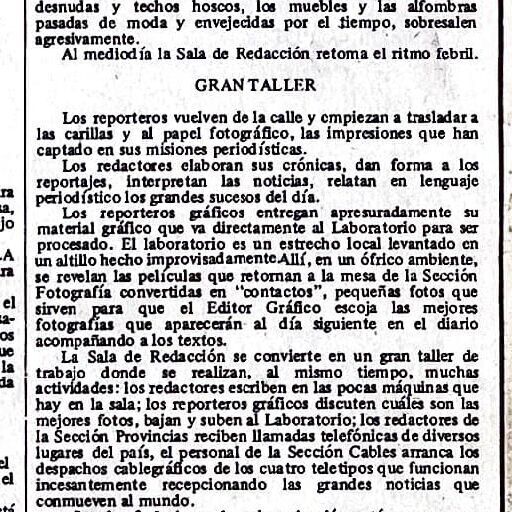 desnudas y techos hoscos, los muebles y las alfombras
pasadas de moda y envejecidas por el tiempo, sobresalen
agresivamente.
Al mediodía la Sala de Redacción retoma el ritmo febril.
GRAN TALLER
Los reporteros vuelven de la calle y empiezan a trasladar a
las carillas y al papel fotográfico, las impresiones que han
captado en sus misiones periodísticas.
Los redactores elaboran sus crónicas, dan forma a los
reportajes, interpretan las noticias, relatan en lenguaje
periodístico los grandes sucesos del día.
Los reporteros gráficos entregan apresuradamente su
material gráfico que va directamente al Laboratorio para ser
procesado. El laboratorio es un estrecho local levantado en
un altillo hecho improvisadamente.Allí, en un ófrico ambiente,
se revelan las películas que retornan a la mesa de la Sección
Fotografía convertidas en "contactos", pequeñas fotos que
sirven para que el Editor Gráfico escoja las mejores
fotografías que aparecerán al día siguiente en el diario
acompañando a los textos.
La Sala de Redacción se convierte en un gran taller de
trabajo donde se realizan, al mismo tiempo, muchas
actividades: los redactores escriben en las pocas máquinas que
hay en la sala; los reporteros gráficos discuten cuáles son las
mejores fotos, bajan y suben al Laboratorio; los redactores de
la Sección Provincias reciben llamadas telefónicas de diversos
lugares del país, el personal de la Sección Cables arranca los
despachos cablegráficos de los cuatro teletipos que funcionan
incesantemente recepcionando las grandes noticias que
conmueven al mundo.